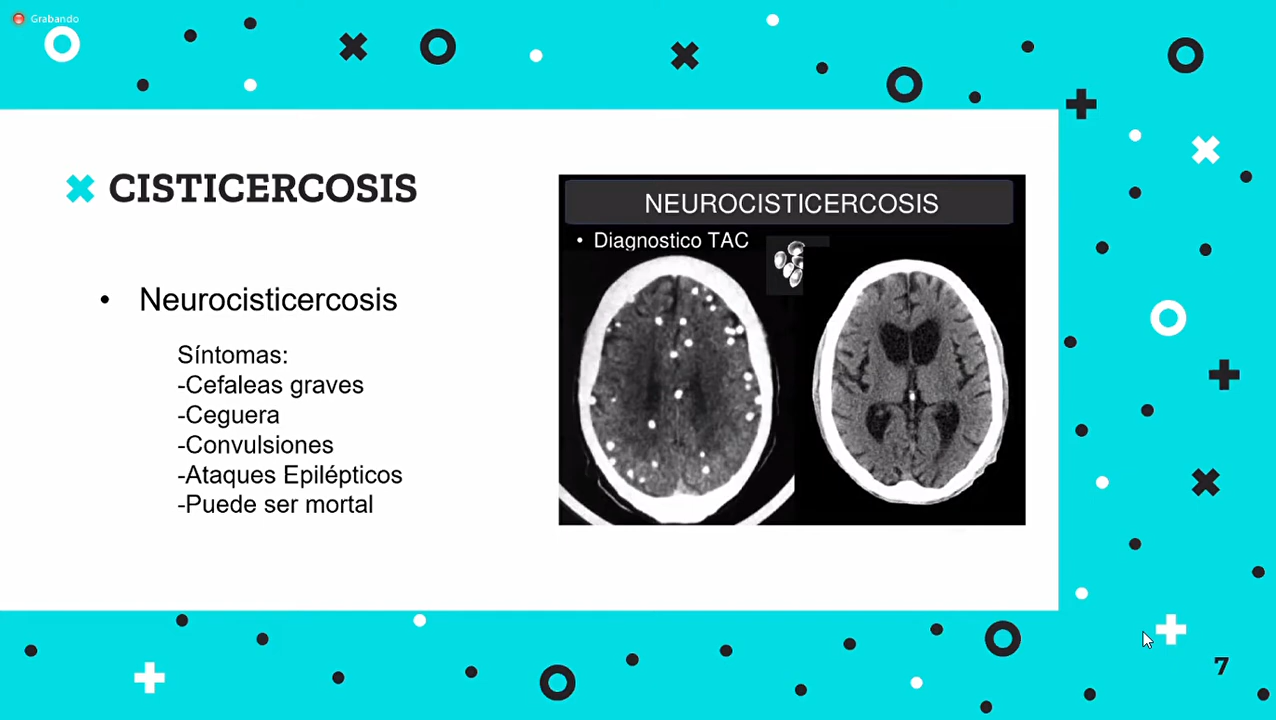 Grabando
CISTICERCOSIS
• Neurocisticercosis
Síntomas:
-Cefaleas graves
-Ceguera
-Convulsiones
-Ataques Epilépticos
-Puede ser mortal
NEUROCISTICERCOSIS
• Diagnostico TAC
7